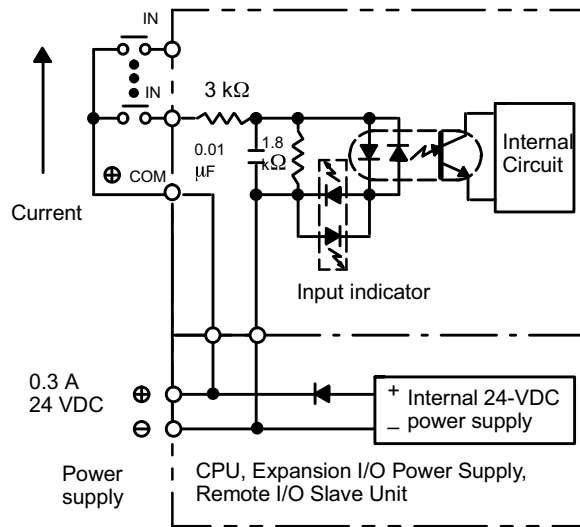 IN
IN
3 kΩ
0.01
μF
1.8
kΩ
Internal
Circuit
⊕ COM
Current
Input indicator
0.3 A
24 VDC
⊕
⊖
+
–
Internal 24-VDC
power supply
Power
supply
CPU, Expansion I/O Power Supply,
Remote I/O Slave Unit